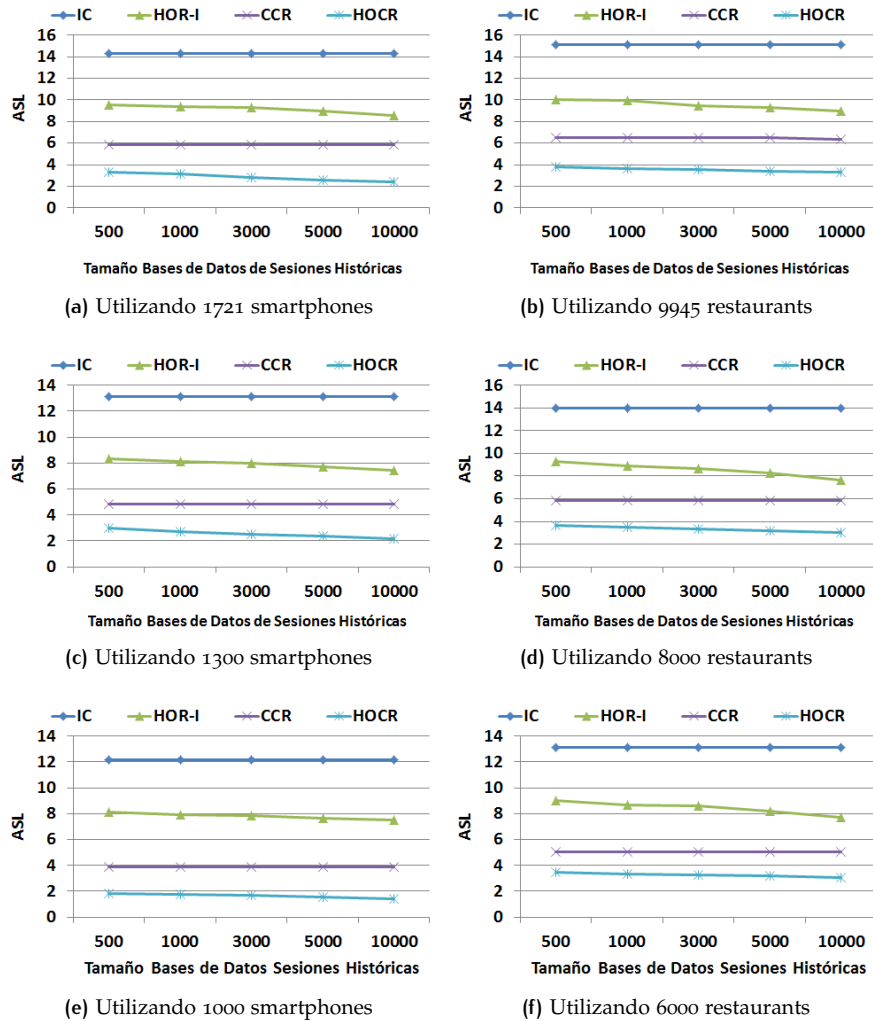 IC HOR-I CCR HOCR
16
14
12
10
8
6
4
2
0
ASL
500 1000 3000 5000 10000
Tamaño Bases de Datos de Sesiones Históricas
(a) Utilizando 1721 smartphones
IC HOR-I CCR HOCR
16
14
12
10
8
6
4
2
0
ASL
500 1000 3000 5000 10000
Tamaño Bases de Datos de Sesiones Históricas
(b) Utilizando 9945 restaurants
IC HOR-I CCR HOCR
14
12
10
8
6
4
2
0
ASL
500 1000 3000 5000 10000
Tamaño Bases de Datos de Sesiones Históricas
(c) Utilizando 1300 smartphones
IC HOR-I CCR HOCR
16
14
12
10
8
6
4
2
0
ASL
500 1000 3000 5000 10000
Tamaño Bases de Datos de Sesiones Históricas
(d) Utilizando 8000 restaurants
IC HOR-I CCR HOCR
14
12
10
8
6
4
2
0
ASL
500 1000 3000 5000 10000
Tamaño Bases de Datos Sesiones Históricas
(e) Utilizando 1000 smartphones
IC HOR-I CCR HOCR
14
12
10
8
6
4
2
0
ASL
500 1000 3000 5000 10000
Tamaño Bases de Datos Sesiones Históricas
(f) Utilizando 6000 restaurants